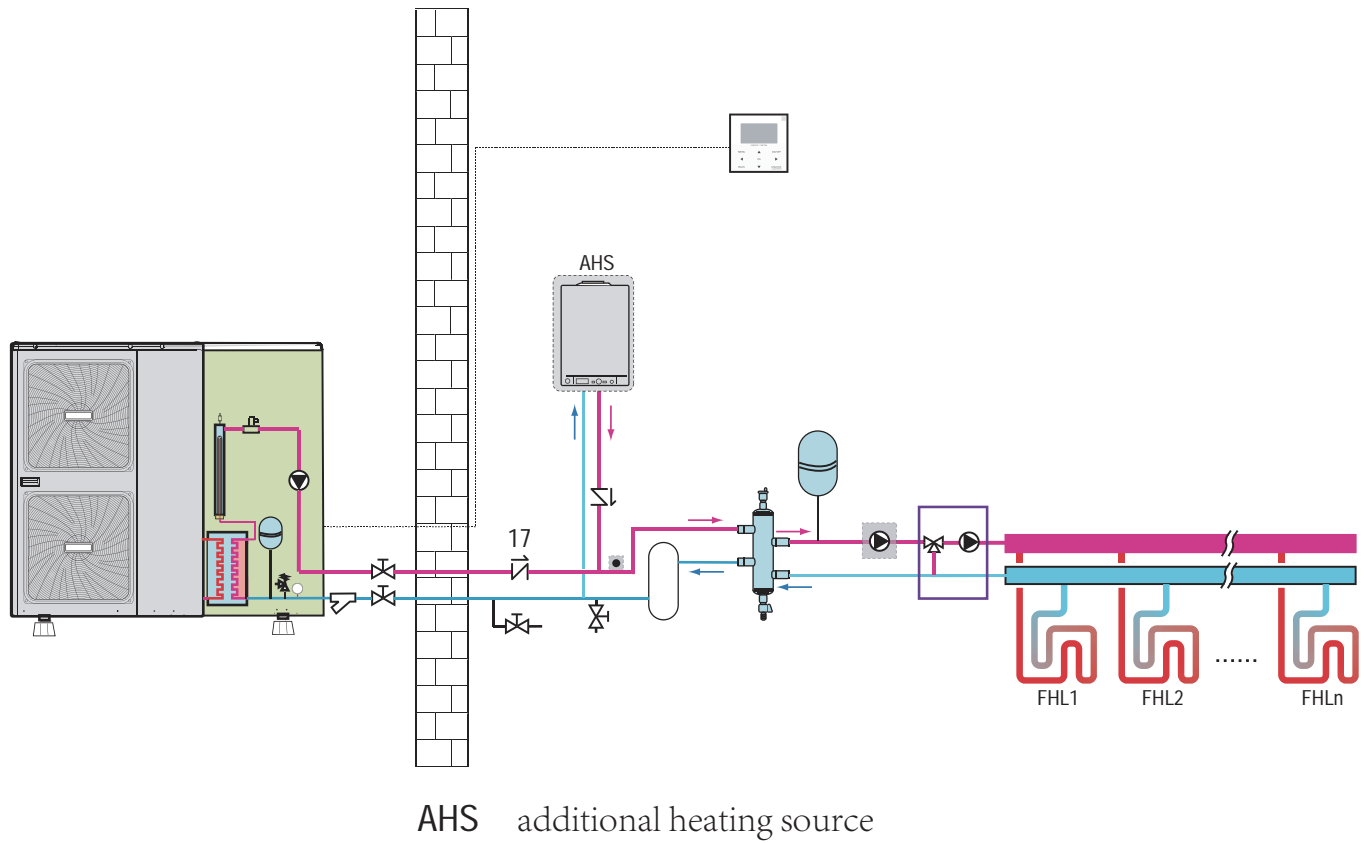 AHS
17
FHL1
FHL2
......
FHLn
AHS additional heating source